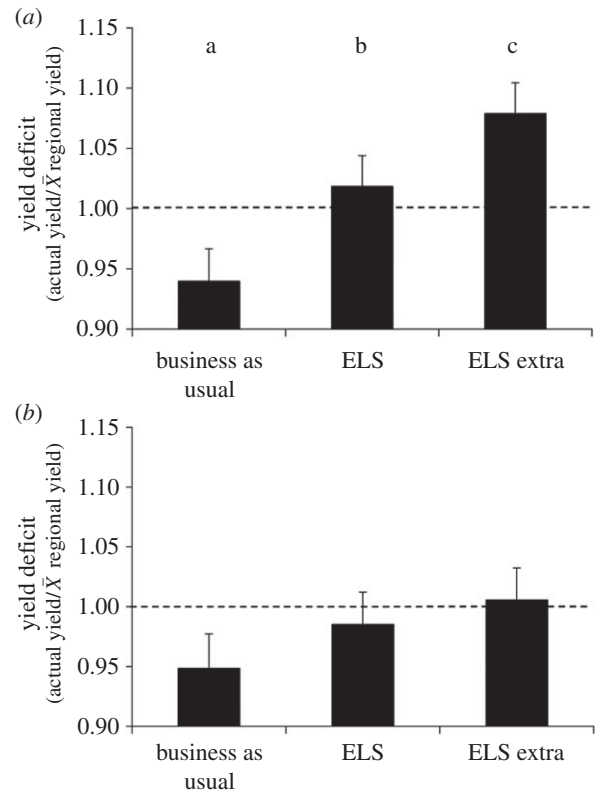 (a)
1.15
a
b
c
1.10
1.05
1.00
0.95
0.90
yield deficit
(actual yield/X̄ regional yield)
business as
usual
ELS
ELS extra
(b)
1.15
1.10
1.05
1.00
0.95
0.90
yield deficit
(actual yield/X̄ regional yield)
business as
usual
ELS
ELS extra